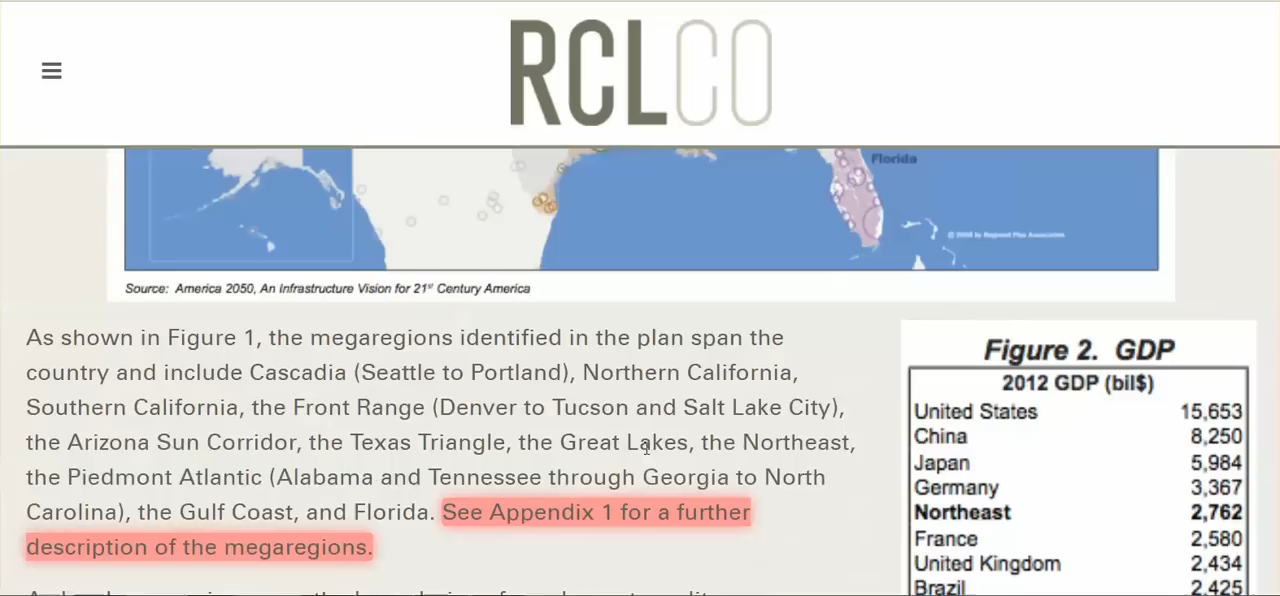 RCLCO
Florida
© 2008 by Regional Plan Association
Source: America 2050, An Infrastructure Vision for 21st Century America
As shown in Figure 1, the megaregions identified in the plan span the
country and include Cascadia (Seattle to Portland), Northern California,
Southern California, the Front Range (Denver to Tucson and Salt Lake City),
the Arizona Sun Corridor, the Texas Triangle, the Great Lakes, the Northeast,
the Piedmont Atlantic (Alabama and Tennessee through Georgia to North
Carolina), the Gulf Coast, and Florida. See Appendix 1 for a further
description of the megaregions.
Figure 2. GDP
2012 GDP (bil$)
United States 15,653
China 8,250
Japan 5,984
Germany 3,367
Northeast 2,762
France 2,580
United Kingdom 2,434
Brazil 2,425